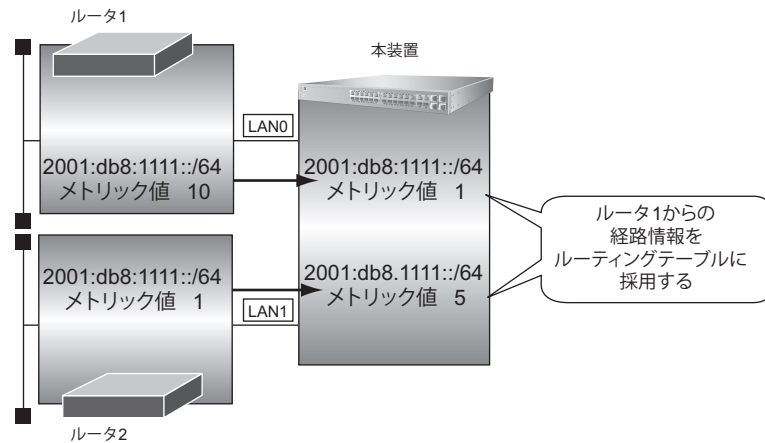 ルータ1
本装置
LAN0
2001:db8:1111::/64
メトリック値 10
2001:db8:1111::/64
メトリック値 1
ルータ1からの
経路情報を
ルーティングテーブルに
採用する
2001:db8:1111::/64
メトリック値 1
2001:db8.1111::/64
メトリック値 5
LAN1
ルータ2